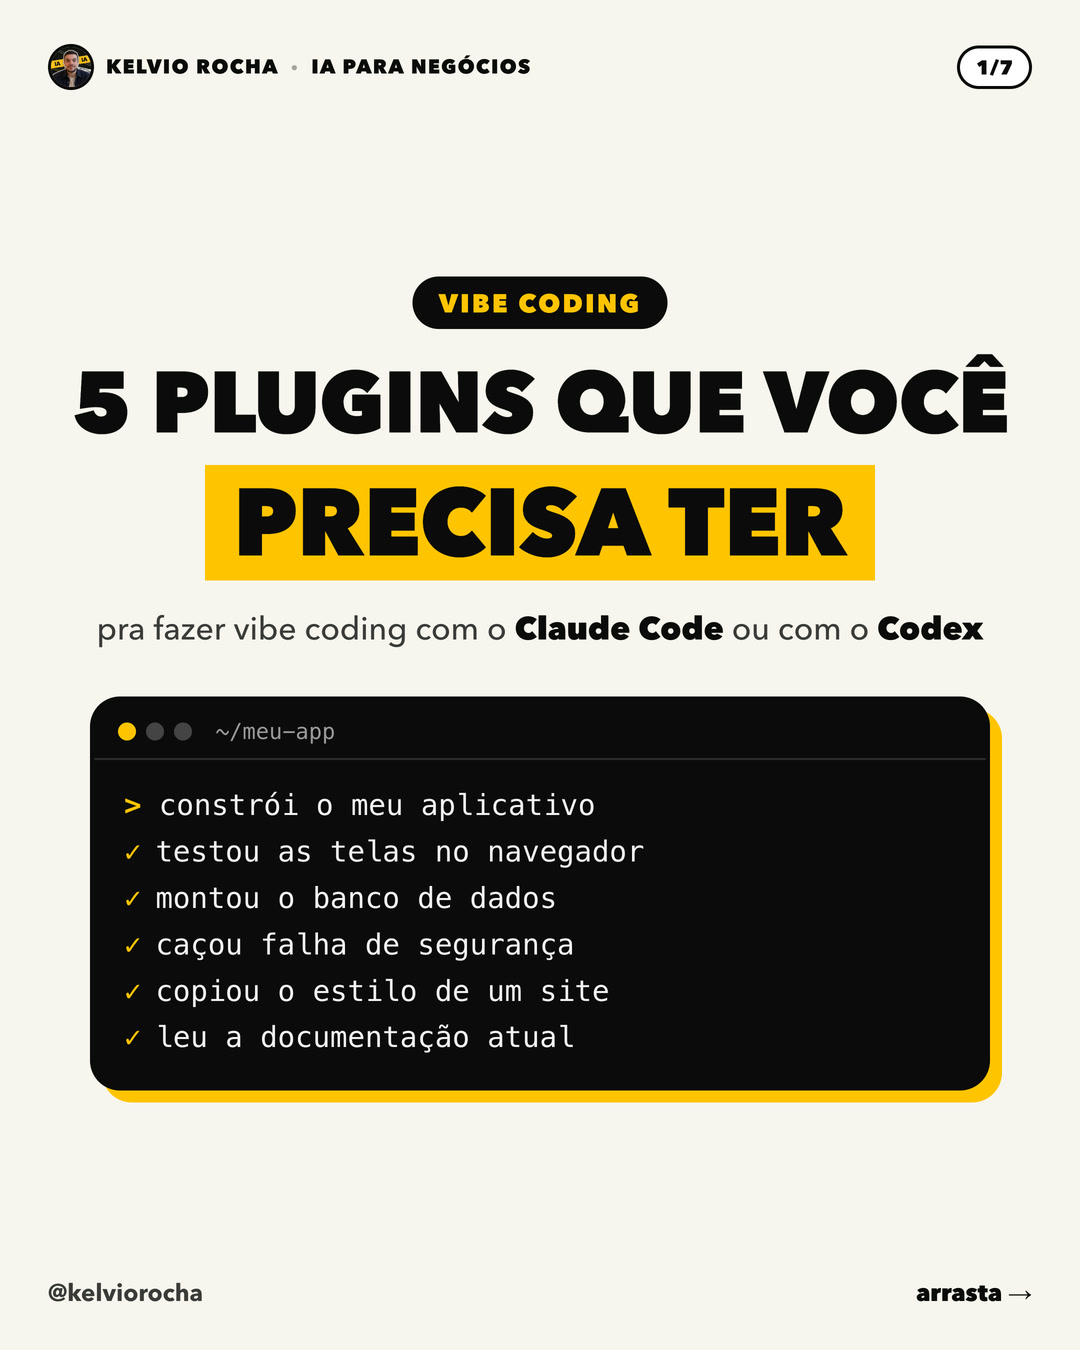 KELVIO ROCHA • IA PARA NEGÓCIOS
1/7
VIBE CODING
5 PLUGINS QUE VOCÊ
PRECISA TER
pra fazer vibe coding com o Claude Code ou com o Codex
~/meu-app
> constrói o meu aplicativo
✓ testou as telas no navegador
✓ montou o banco de dados
✓ caçou falha de segurança
✓ copiou o estilo de um site
✓ leu a documentação atual
@kelviorocha
arrasta →